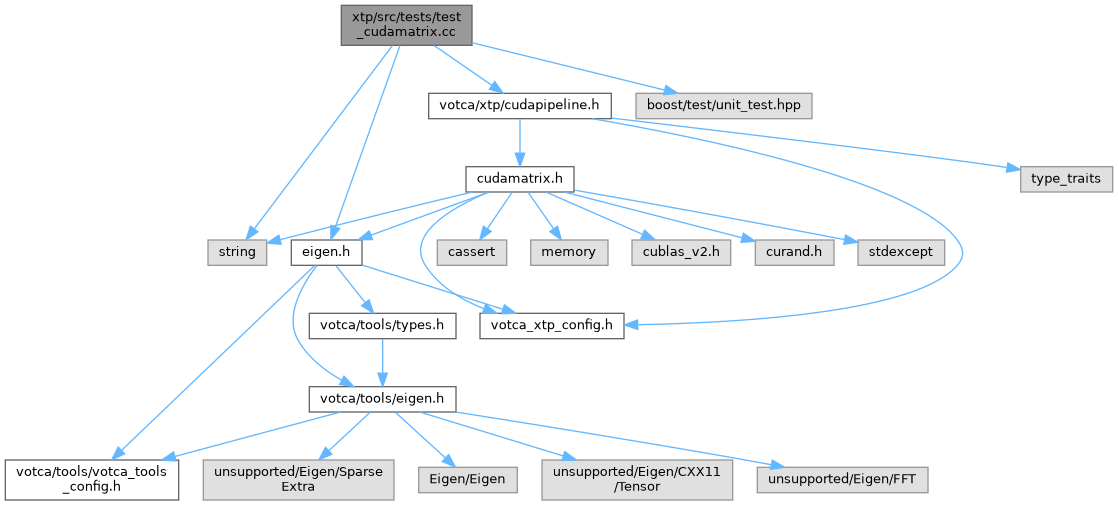 xtp/src/tests/test
_cudamatrix.cc
votca/xtp/cudapipeline.h
boost/test/unit_test.hpp
cudamatrix.h
type_traits
string
eigen.h
cassert
memory
cublas_v2.h
curand.h
stdexcept
votca/tools/types.h
votca_xtp_config.h
votca/tools/eigen.h
votca/tools/votca_tools
_config.h
unsupported/Eigen/Sparse
Extra
Eigen/Eigen
unsupported/Eigen/CXX11
/Tensor
unsupported/Eigen/FFT